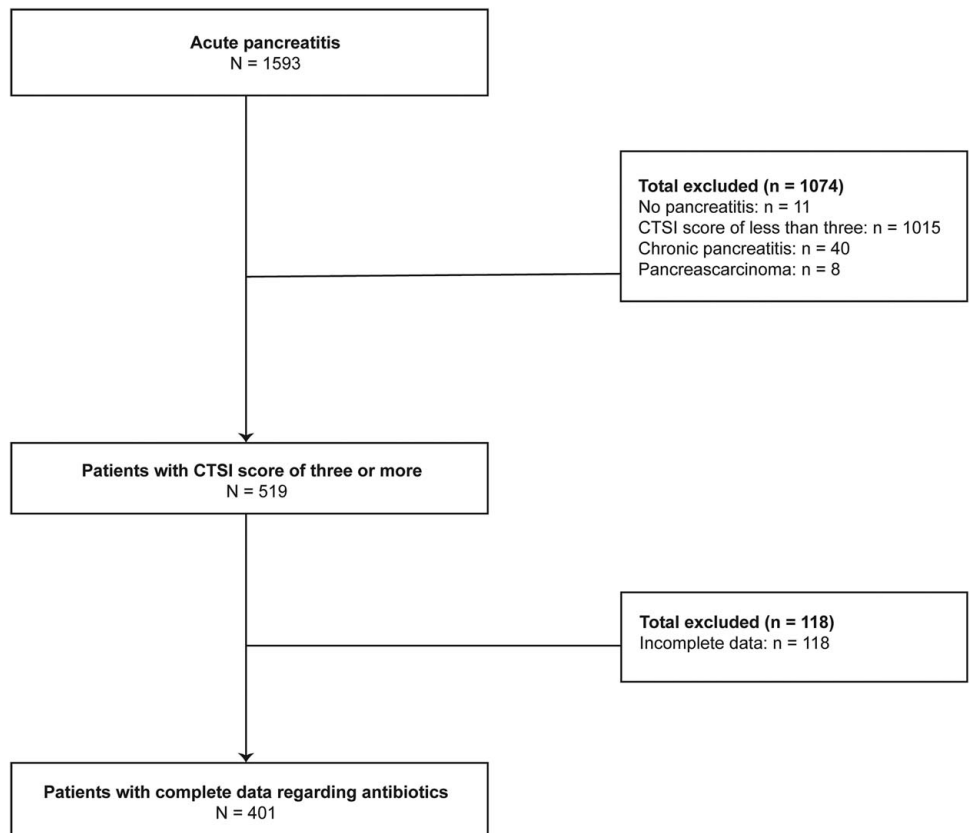 Acute pancreatitis
N = 1593
Total excluded (n = 1074)
No pancreatitis: n = 11
CTSI score of less than three: n = 1015
Chronic pancreatitis: n = 40
Pancreascarcinoma: n = 8
Patients with CTSI score of three or more
N = 519
Total excluded (n = 118)
Incomplete data: n = 118
Patients with complete data regarding antibiotics
N = 401